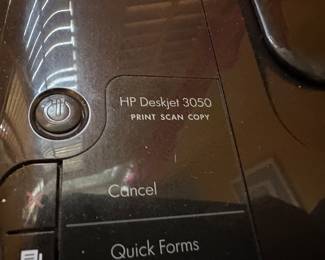 HP Deskjet 3050
PRINT SCAN COPY
Cancel
Quick Forms